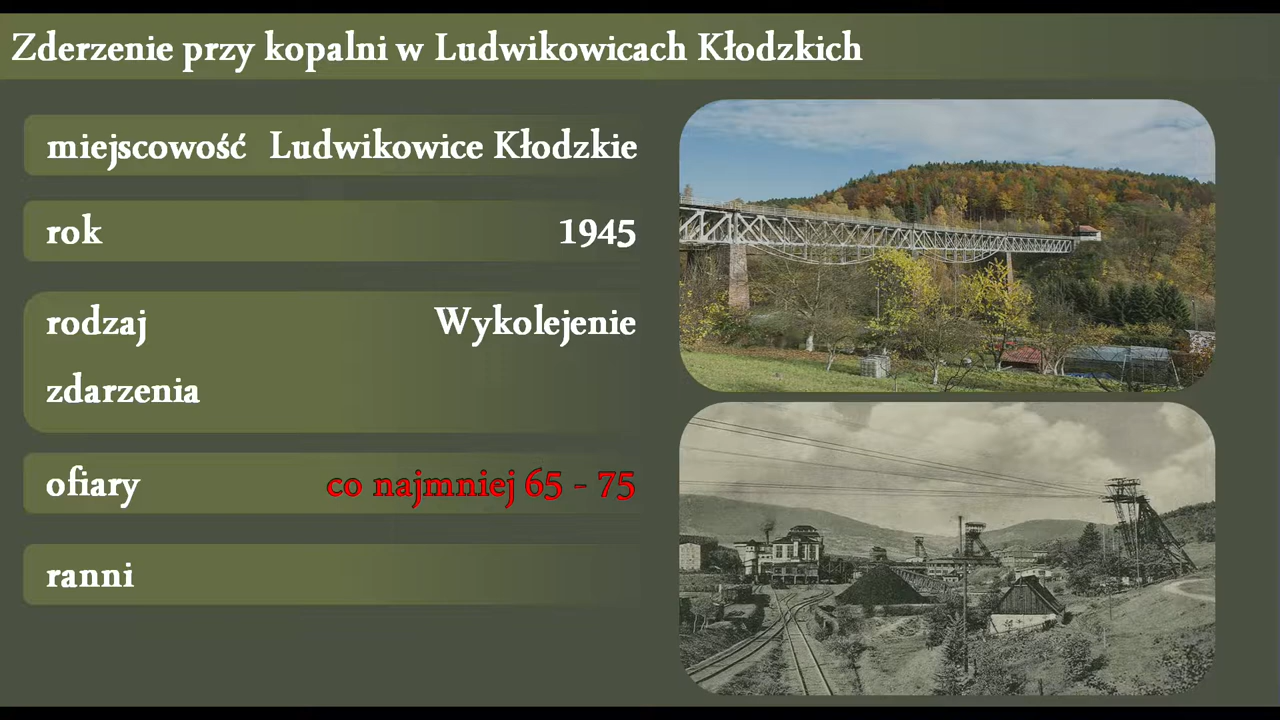 Zderzenie przy kopalni w Ludwikowicach Kłodzkich
miejscowość Ludwikowice Kłodzkie
rok 1945
rodzaj Wykolejenie
zdarzenia
ofiary co najmniej 65 - 75
ranni